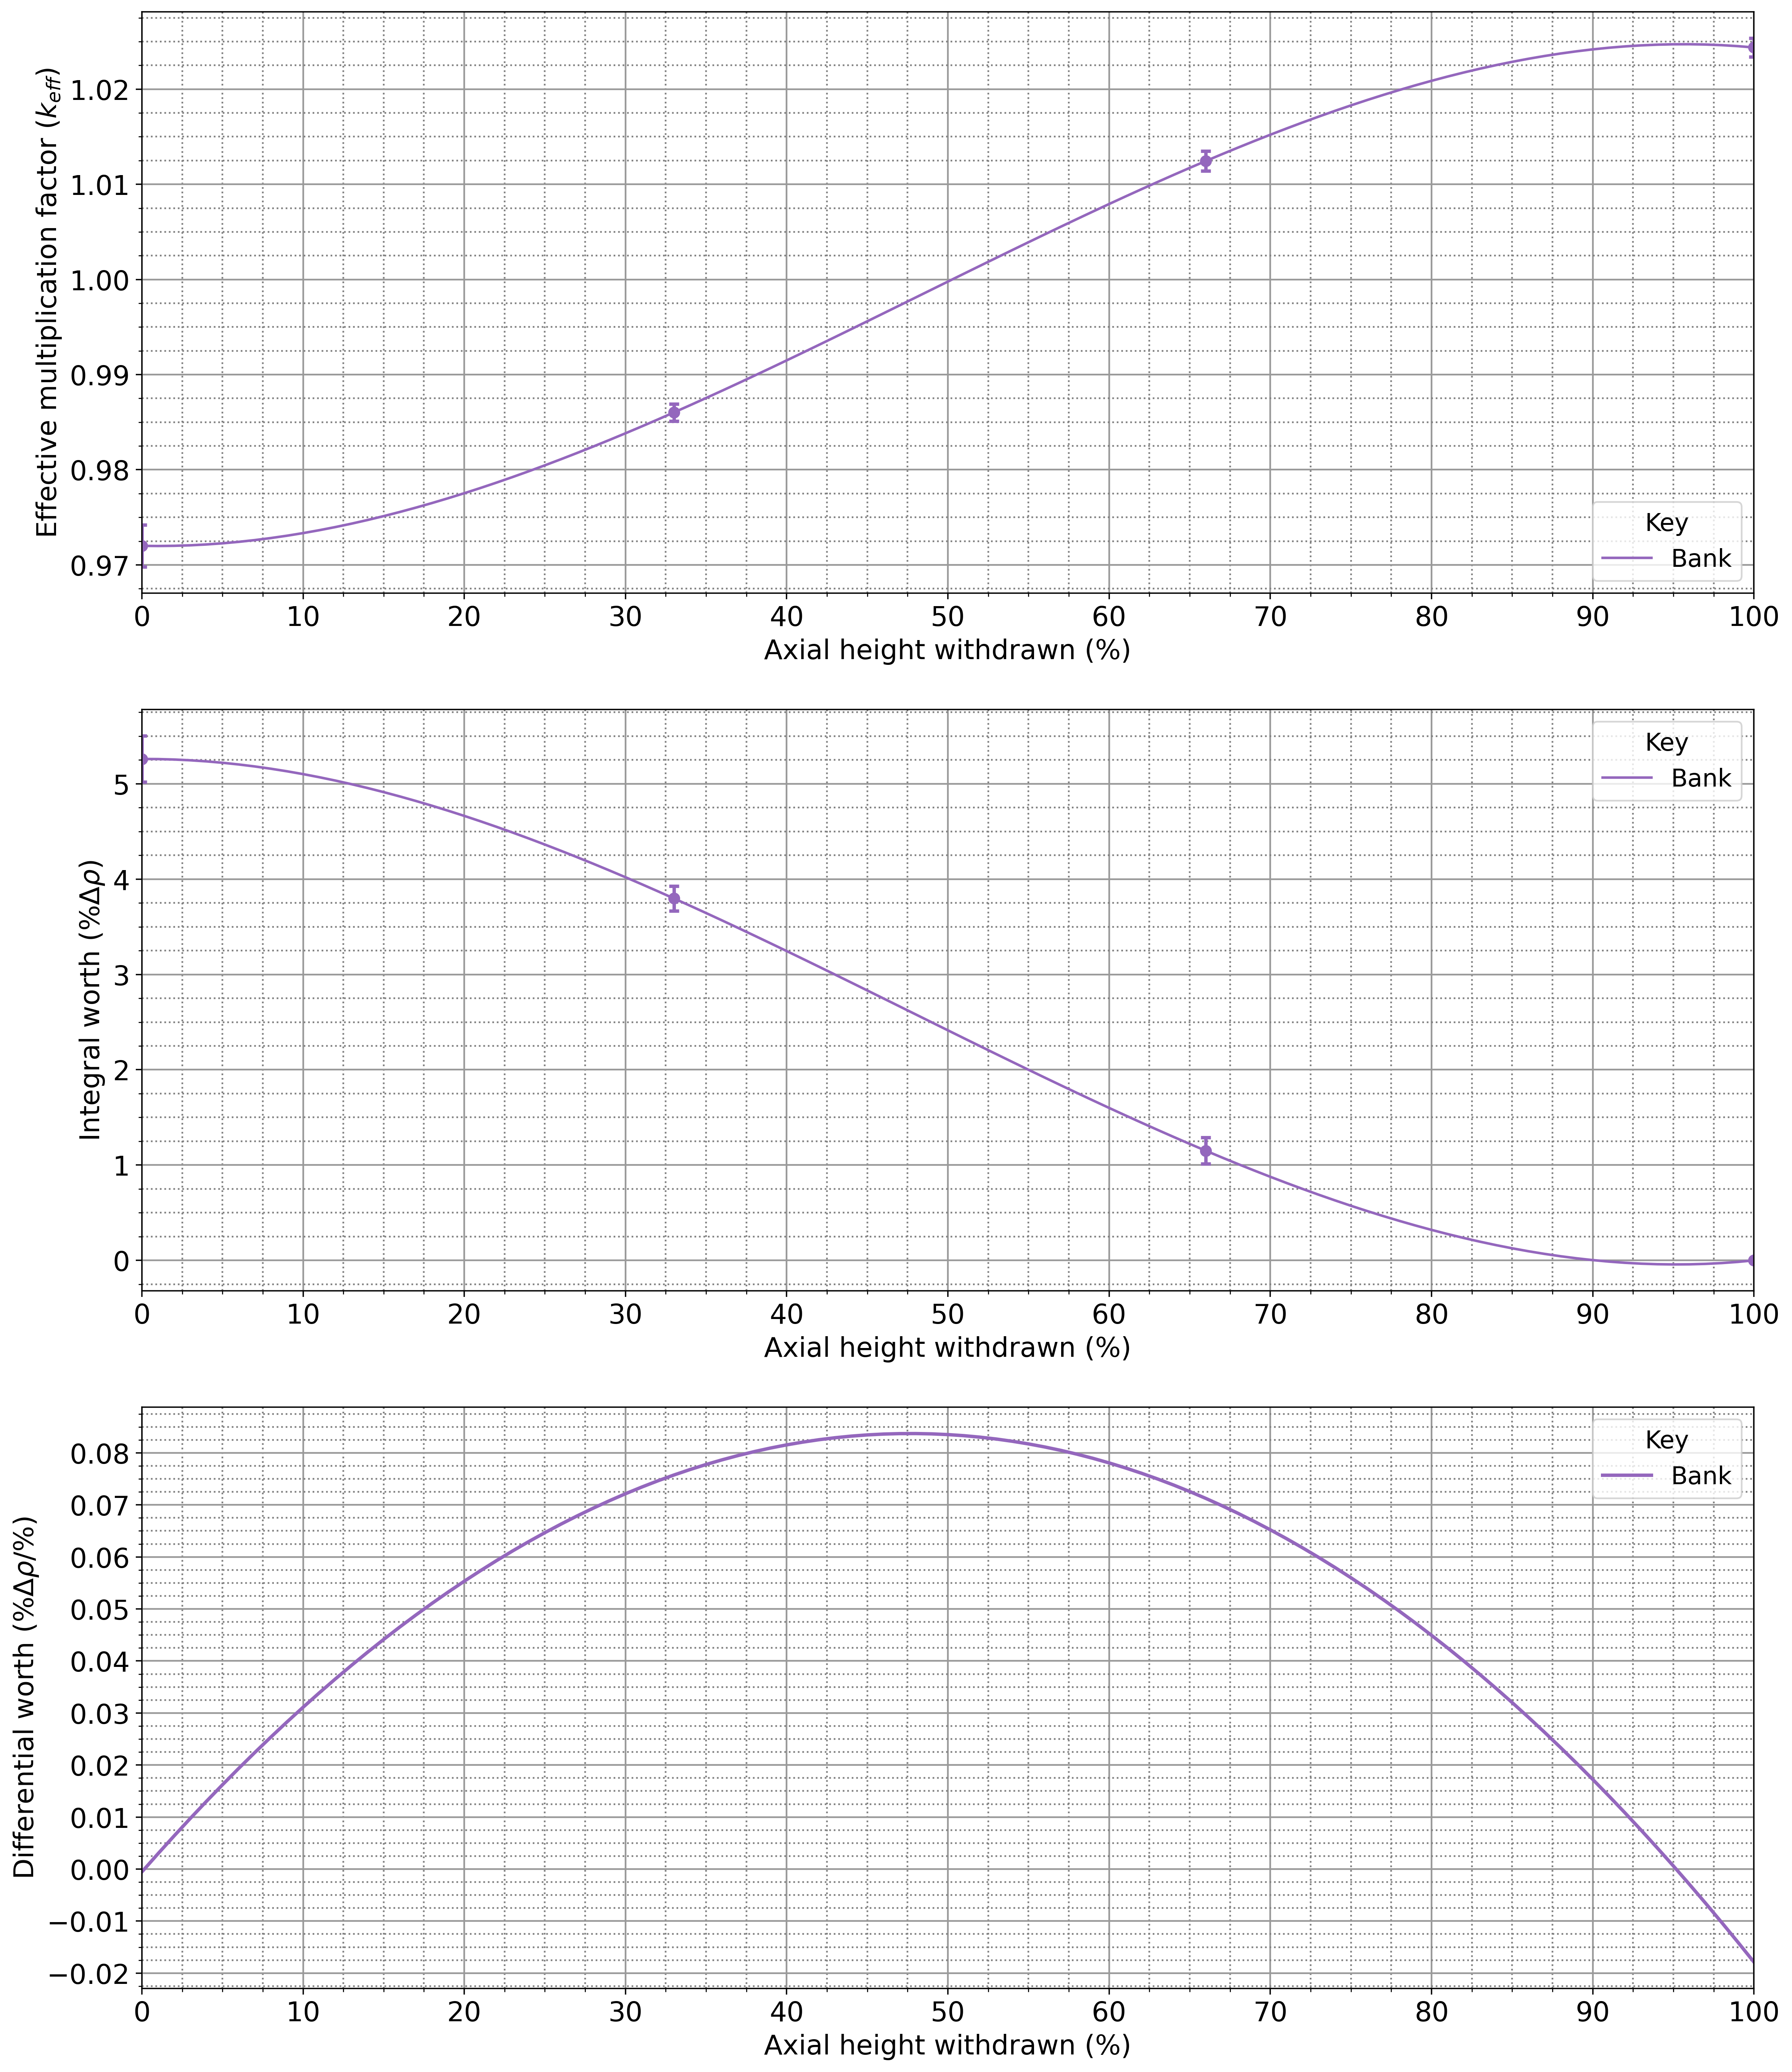 Effective multiplication factor (k_eff)
1.02
1.01
1.00
0.99
0.98
0.97
Key
Bank
0 10 20 30 40 50 60 70 80 90 100
Axial height withdrawn (%)
Integral worth (%Δρ)
5
4
3
2
1
0
Key
Bank
0 10 20 30 40 50 60 70 80 90 100
Axial height withdrawn (%)
Differential worth (%Δρ/%)
0.08
0.07
0.06
0.05
0.04
0.03
0.02
0.01
0.00
−0.01
−0.02
Key
Bank
0 10 20 30 40 50 60 70 80 90 100
Axial height withdrawn (%)